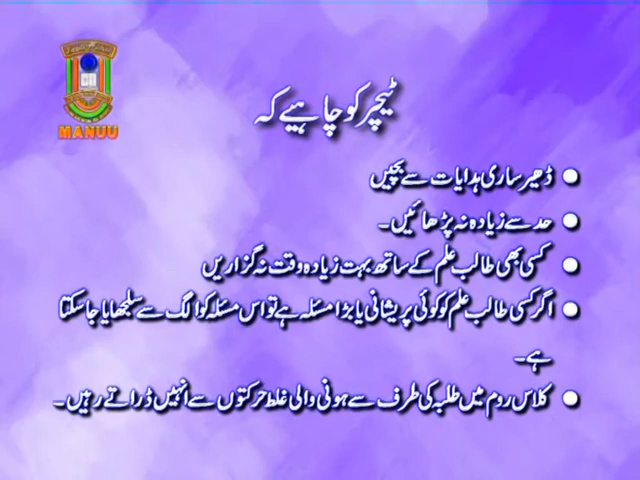 MANUU
ٹیچر کو چاہیے کہ
● ڈھیر ساری ہدایات سے بچیں
● حد سے زیادہ نہ پڑھائیں۔
● کسی بھی طالب علم کے ساتھ بہت زیادہ وقت نہ گزاریں
● اگر کسی طالب علم کو کوئی پریشانی یا بڑا مسئلہ ہے تو اس مسئلہ کو الگ سے سلجھایا جاسکتا
ہے۔
● کلاس روم میں طلبہ کی طرف سے ہونی والی غلط حرکتوں سے انہیں ڈراتے رہیں۔